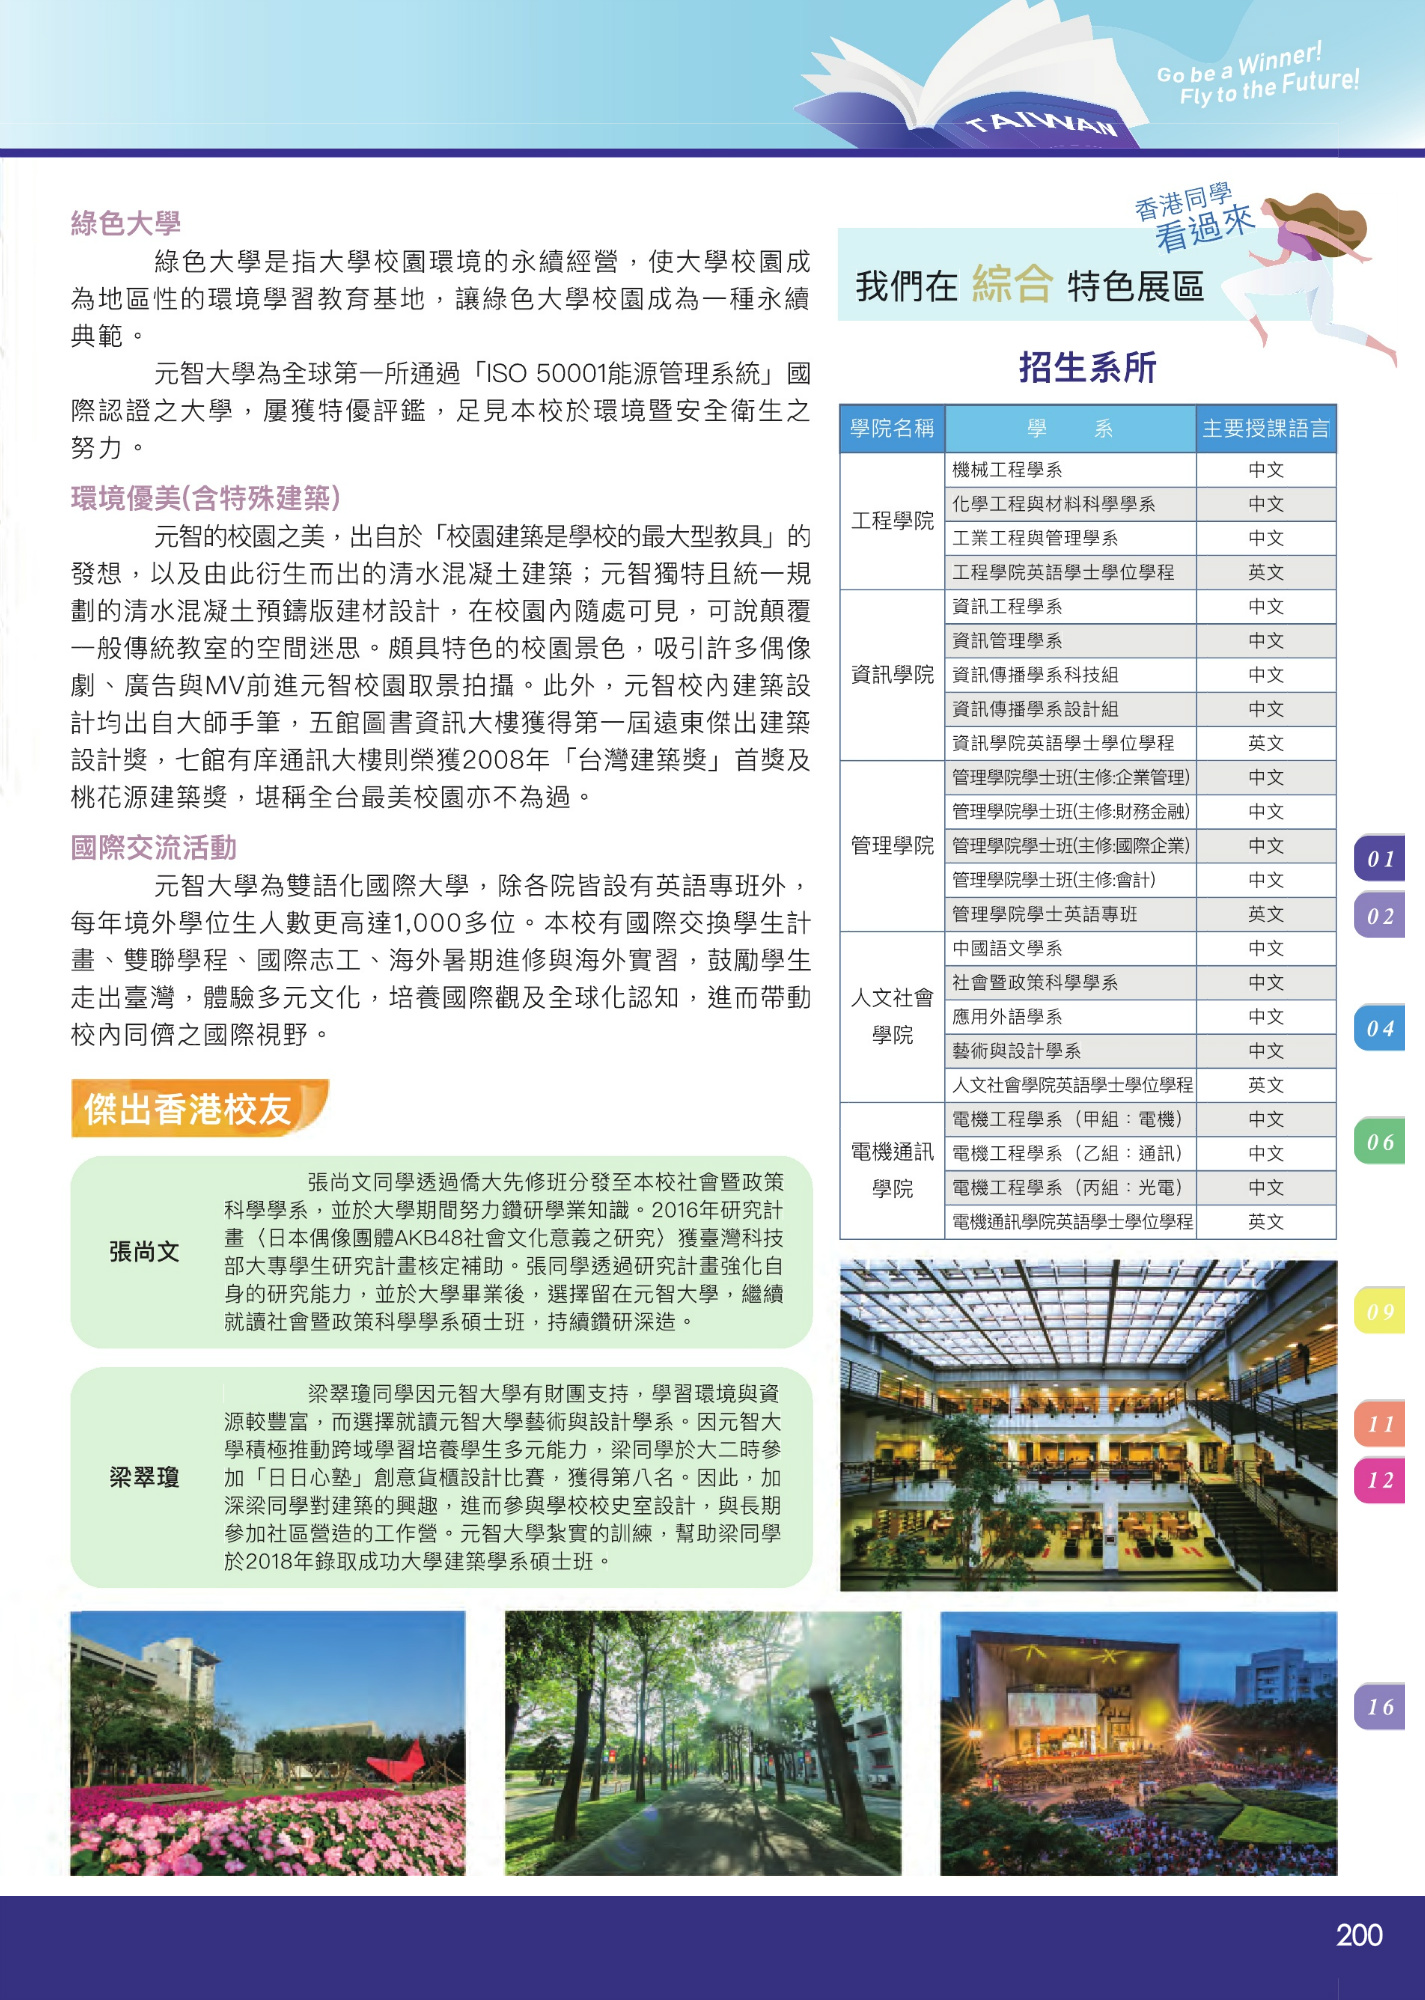 Go be a Winner!
Fly to the Future!
TAIWAN
綠色大學
綠色大學是指大學校園環境的永續經營，使大學校園成
為地區性的環境學習教育基地，讓綠色大學校園成為一種永續
典範。
元智大學為全球第一所通過「ISO 50001能源管理系統」國
際認證之大學，屢獲特優評鑑，足見本校於環境暨安全衛生之
努力。
環境優美(含特殊建築)
元智的校園之美，出自於「校園建築是學校的最大型教具」的
發想，以及由此衍生而出的清水混凝土建築；元智獨特且統一規
劃的清水混凝土預鑄版建材設計，在校園內隨處可見，可說顛覆
一般傳統教室的空間迷思。頗具特色的校園景色，吸引許多偶像
劇、廣告與MV前進元智校園取景拍攝。此外，元智校內建築設
計均出自大師手筆，五館圖書資訊大樓獲得第一屆遠東傑出建築
設計獎，七館有庠通訊大樓則榮獲2008年「台灣建築獎」首獎及
桃花源建築獎，堪稱全台最美校園亦不為過。
國際交流活動
元智大學為雙語化國際大學，除各院皆設有英語專班外，
每年境外學位生人數更高達1,000多位。本校有國際交換學生計
畫、雙聯學程、國際志工、海外暑期進修與海外實習，鼓勵學生
走出臺灣，體驗多元文化，培養國際觀及全球化認知，進而帶動
校內同儕之國際視野。
傑出香港校友
張尚文
張尚文同學透過僑大先修班分發至本校社會暨政策
科學學系，並於大學期間努力鑽研學業知識。2016年研究計
畫〈日本偶像團體AKB48社會文化意義之研究〉獲臺灣科技
部大專學生研究計畫核定補助。張同學透過研究計畫強化自
身的研究能力，並於大學畢業後，選擇留在元智大學，繼續
就讀社會暨政策科學學系碩士班，持續鑽研深造。
梁翠瓊
梁翠瓊同學因元智大學有財團支持，學習環境與資
源較豐富，而選擇就讀元智大學藝術與設計學系。因元智大
學積極推動跨域學習培養學生多元能力，梁同學於大二時參
加「日日心塾」創意貨櫃設計比賽，獲得第八名。因此，加
深梁同學對建築的興趣，進而參與學校校史室設計，與長期
參加社區營造的工作營。元智大學紮實的訓練，幫助梁同學
於2018年錄取成功大學建築學系碩士班。
香港同學
看過來
我們在 綜合 特色展區
招生系所
學院名稱 學 系 主要授課語言
工程學院
機械工程學系 中文
化學工程與材料科學學系 中文
工業工程與管理學系 中文
工程學院英語學士學位學程 英文
資訊學院
資訊工程學系 中文
資訊管理學系 中文
資訊傳播學系科技組 中文
資訊傳播學系設計組 中文
資訊學院英語學士學位學程 英文
管理學院
管理學院學士班(主修:企業管理) 中文
管理學院學士班(主修:財務金融) 中文
管理學院學士班(主修:國際企業) 中文
管理學院學士班(主修:會計) 中文
管理學院學士英語專班 英文
人文社會
學院
中國語文學系 中文
社會暨政策科學學系 中文
應用外語學系 中文
藝術與設計學系 中文
人文社會學院英語學士學位學程 英文
電機通訊
學院
電機工程學系（甲組：電機） 中文
電機工程學系（乙組：通訊） 中文
電機工程學系（丙組：光電） 中文
電機通訊學院英語學士學位學程 英文
01
02
04
06
09
11
12
16
200